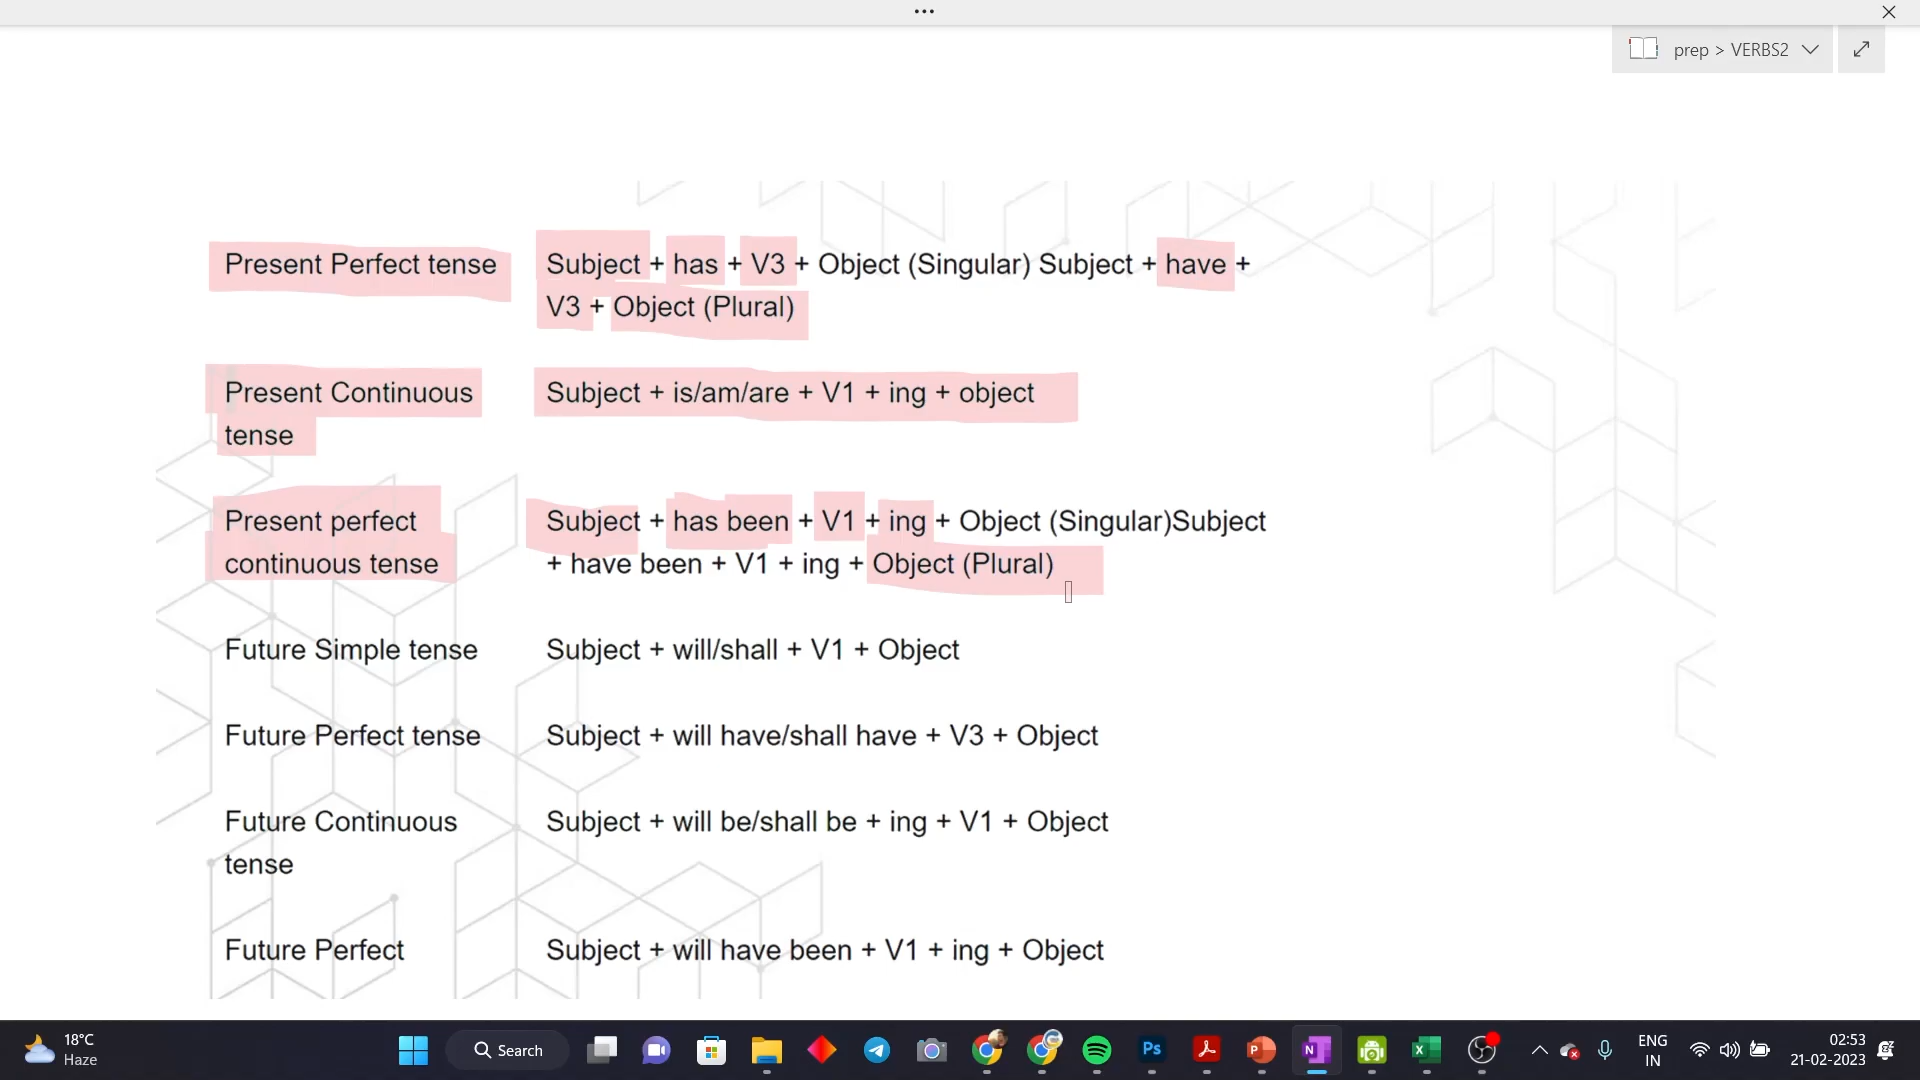 prep > VERBS2
Present Perfect tense Subject + has + V3 + Object (Singular) Subject + have +
V3 + Object (Plural)
Present Continuous Subject + is/am/are + V1 + ing + object
tense
Present perfect Subject + has been + V1 + ing + Object (Singular)Subject
continuous tense + have been + V1 + ing + Object (Plural)
Future Simple tense Subject + will/shall + V1 + Object
Future Perfect tense Subject + will have/shall have + V3 + Object
Future Continuous Subject + will be/shall be + ing + V1 + Object
tense
Future Perfect Subject + will have been + V1 + ing + Object
18°C
Haze
Search
Ps
P
N
X
ENG
IN
02:53
21-02-2023